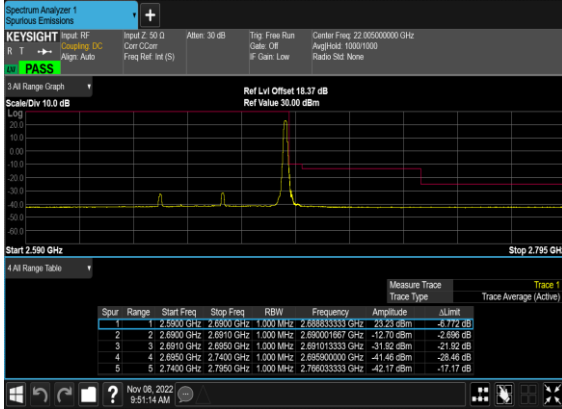 Spectrum Analyzer 1
Spurious Emissions
KEYSIGHT Input: RF Input Z: 50 Ω Atten: 30 dB Trig: Free Run Center Freq: 22.005000000 GHz
R T Coupling: DC Corr CCorr Gate: Off Avg|Hold: 1000/1000
Align: Auto Freq Ref: Int (S) IF Gain: Low Radio Std: None
PASS
3 All Range Graph
Ref Lvl Offset 18.37 dB
Scale/Div 10.0 dB Ref Value 30.00 dBm
Log
20.0
10.0
0.00
-10.0
-20.0
-30.0
-40.0
-50.0
-60.0
Start 2.590 GHz Stop 2.795 GH
4 All Range Table
Measure Trace Trace 1
Trace Type Trace Average (Active)
Spur Range Start Freq Stop Freq RBW Frequency Amplitude ΔLimit
1 1 2.5900 GHz 2.6900 GHz 1.000 MHz 2.688833333 GHz 23.23 dBm -6.772 dB
2 2 2.6900 GHz 2.6910 GHz 1.000 MHz 2.690001667 GHz -12.70 dBm -2.696 dB
3 3 2.6910 GHz 2.6950 GHz 1.000 MHz 2.691013333 GHz -31.92 dBm -21.92 dB
4 4 2.6950 GHz 2.7400 GHz 1.000 MHz 2.695900000 GHz -41.46 dBm -28.46 dB
5 5 2.7400 GHz 2.7950 GHz 1.000 MHz 2.766033333 GHz -42.17 dBm -17.17 dB
Nov 08, 2022
9:51:14 AM